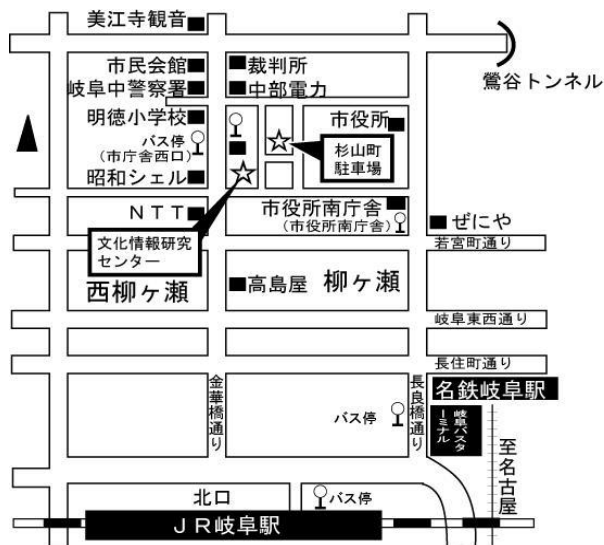 美江寺観音
市民会館
裁判所
岐阜中警察署
中部電力
鶯谷トンネル
明徳小学校
市役所
バス停
(市庁舎西口)
杉山町
駐車場
昭和シェル
NTT
市役所南庁舎
(市役所南庁舎)
ぜにや
若宮町通り
文化情報研究
センター
西柳ヶ瀬
高島屋
柳ヶ瀬
岐阜東西通り
長住町通り
金華橋通り
長良橋通り
名鉄岐阜駅
バス停
岐阜バスタ
ーミナル
至名古屋
北口
バス停
JR岐阜駅